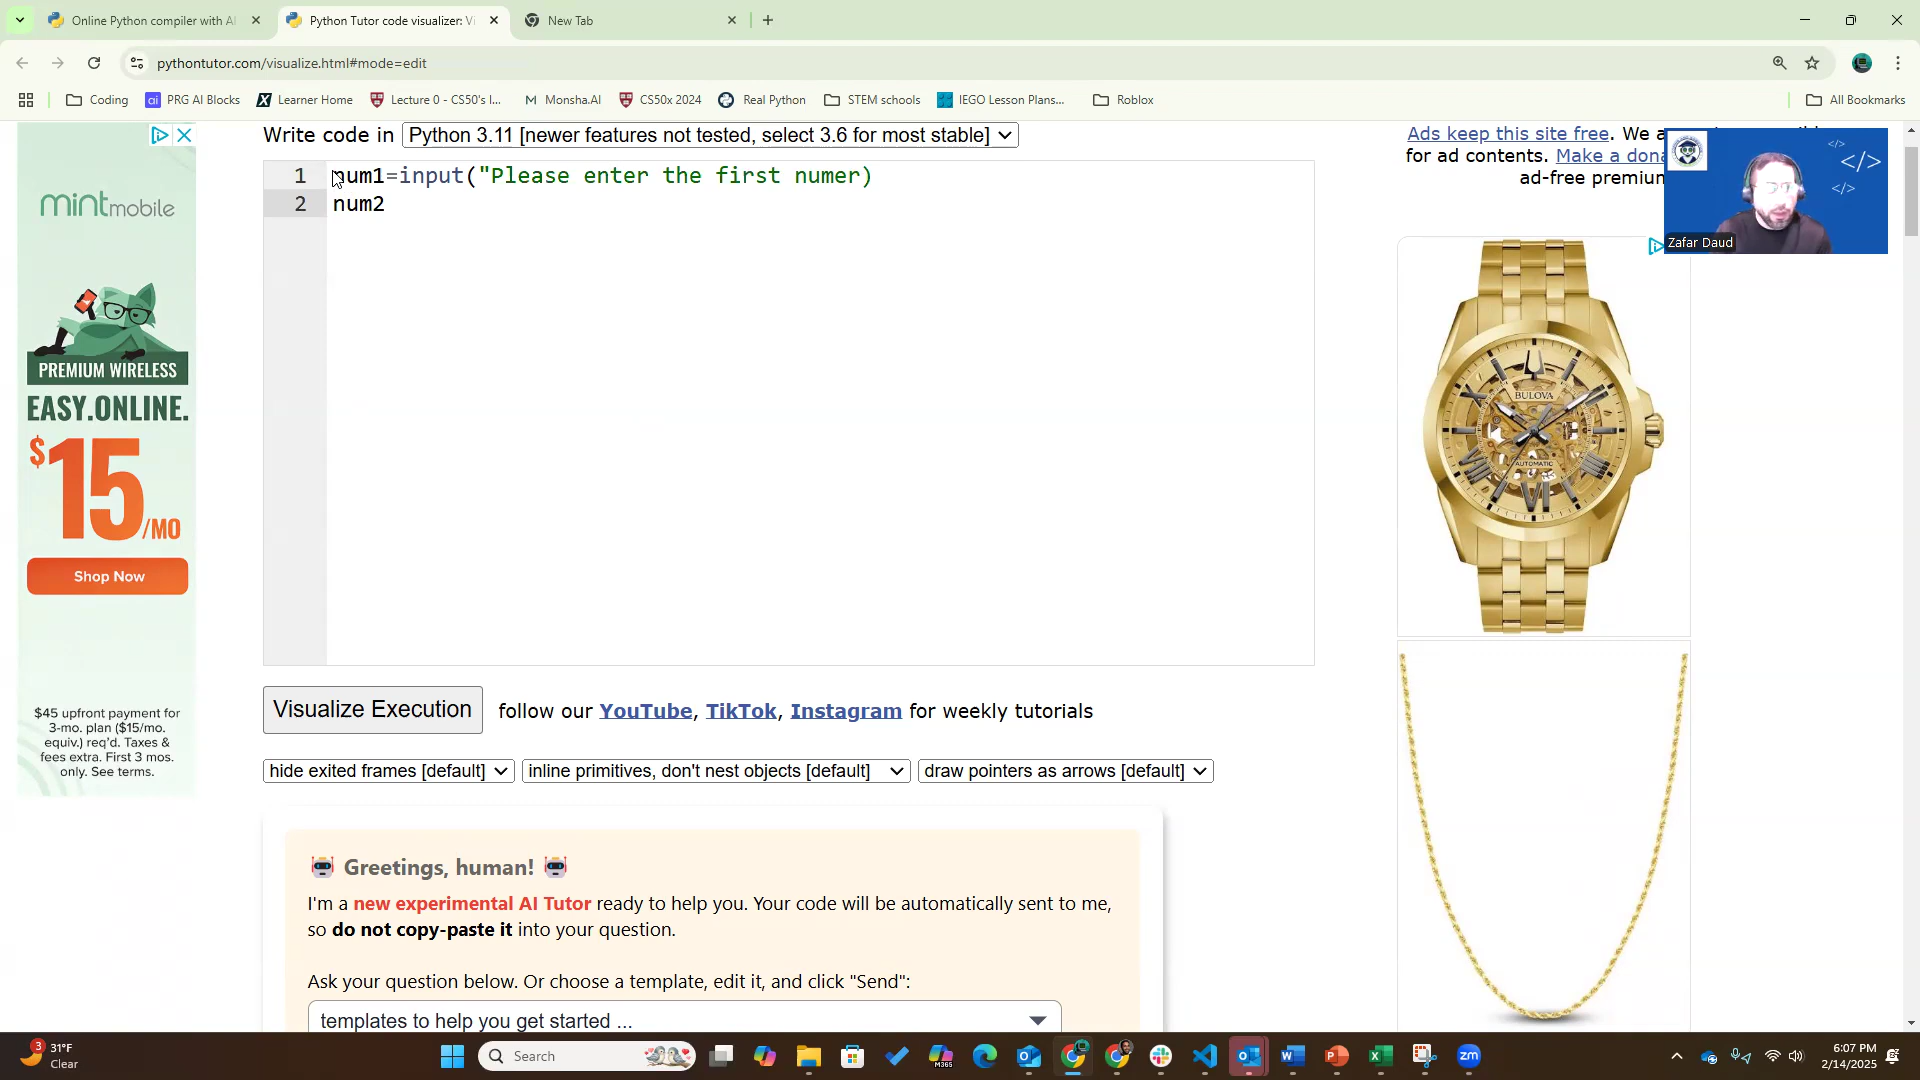 Online Python compiler with AI
Python Tutor code visualizer: Vi
New Tab
pythontutor.com/visualize.html#mode=edit
Coding
PRG AI Blocks
Learner Home
Lecture 0 - CS50's I...
Monsha.AI
CS50x 2024
Real Python
STEM schools
IEGO Lesson Plans...
Roblox
All Bookmarks
Write code in Python 3.11 [newer features not tested, select 3.6 for most stable]
1 num1=input("Please enter the first numer)
2 num2
mint mobile
PREMIUM WIRELESS
EASY.ONLINE.
$15/MO
Shop Now
$45 upfront payment for
3-mo. plan ($15/mo.
equiv.) req'd. Taxes &
fees extra. First 3 mos.
only. See terms.
Ads keep this site free. We a
for ad contents. Make a dona
ad-free premium
</>
</>
</>
Zafar Daud
BULOVA
AUTOMATIC
Visualize Execution
follow our YouTube, TikTok, Instagram for weekly tutorials
hide exited frames [default]
inline primitives, don't nest objects [default]
draw pointers as arrows [default]
Greetings, human!
I'm a new experimental AI Tutor ready to help you. Your code will be automatically sent to me,
so do not copy-paste it into your question.
Ask your question below. Or choose a template, edit it, and click "Send":
templates to help you get started ...
3
31°F
Clear
Search
M365
zm
6:07 PM
2/14/2025